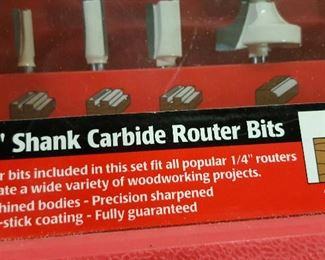 " Shank Carbide Router Bits
r bits included in this set fit all popular 1/4" routers
ate a wide variety of woodworking projects.
hined bodies - Precision sharpened
-stick coating - Fully guaranteed